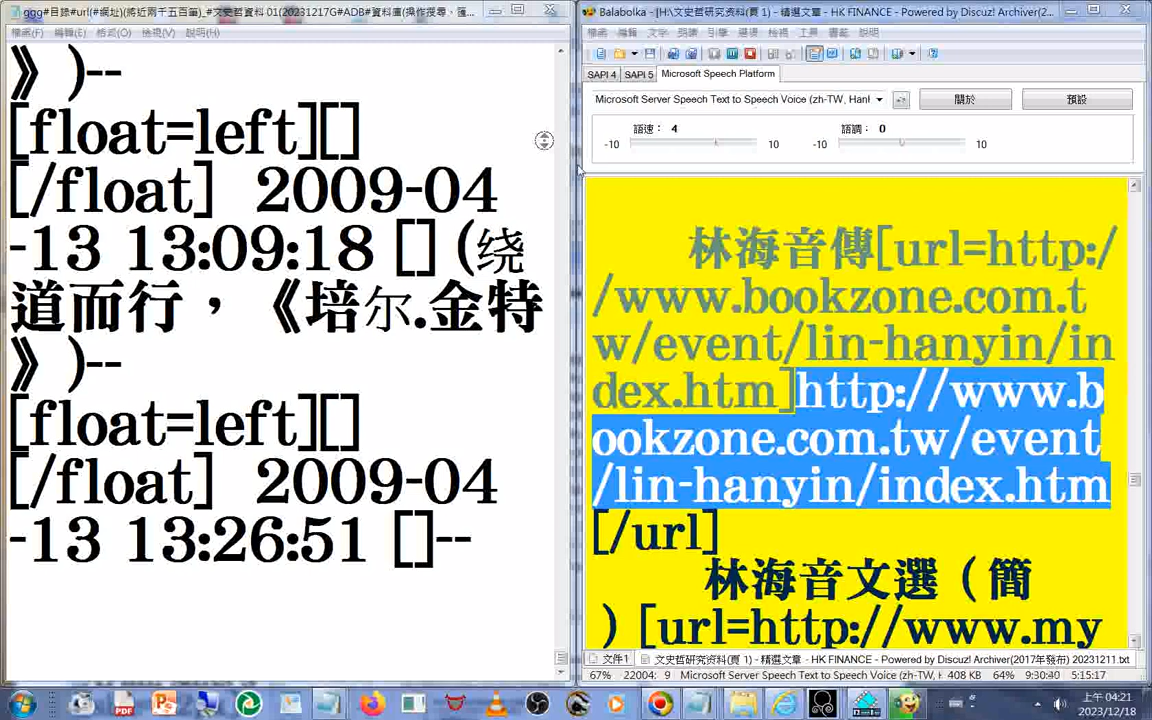 ggg#目錄#url(#網址)(將近兩千五百筆)_#文史哲資料 01(20231217G#ADB#資料庫(操作搜尋、匯...
檔案(F) 編輯(E) 格式(O) 檢視(V) 說明(H)
》)--
[float=left][]
[/float]  2009-04
-13 13:09:18 [] (绕
道而行，《培尔.金特
》)--
[float=left][]
[/float]  2009-04
-13 13:26:51 []--
Balabolka - [H:\文史哲研究资料(頁 1) - 精選文章 - HK FINANCE - Powered by Discuz! Archiver(2...
檔案 編輯 文字 朗讀 引擎 選項 檢視 工具 書籤 說明
SAPI 4 SAPI 5 Microsoft Speech Platform
Microsoft Server Speech Text to Speech Voice (zh-TW, Hanl
關於 預設
語速： 4 語調： 0
-10 10 -10 10
林海音傳[url=http:/
/www.bookzone.com.t
w/event/lin-hanyin/in
dex.htm]http://www.b
ookzone.com.tw/event
/lin-hanyin/index.htm
[/url]
林海音文選（簡
）[url=http://www.my
文件1 文史哲研究资料(頁 1) - 精選文章 - HK FINANCE - Powered by Discuz! Archiver(2017年發布) 20231211.txt
67% 22004: 9 Microsoft Server Speech Text to Speech Voice (z 408 KB 64% 9:30:40 5:15:17
上午 04:21
2023/12/18